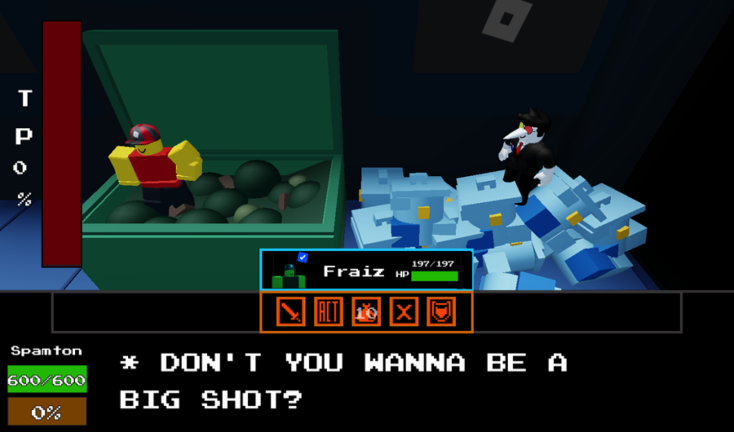 T
P
0
%
Fraiz
HP
197/197
ACT
10
Spamton
600/600
0%
* DON'T YOU WANNA BE A
BIG SHOT?